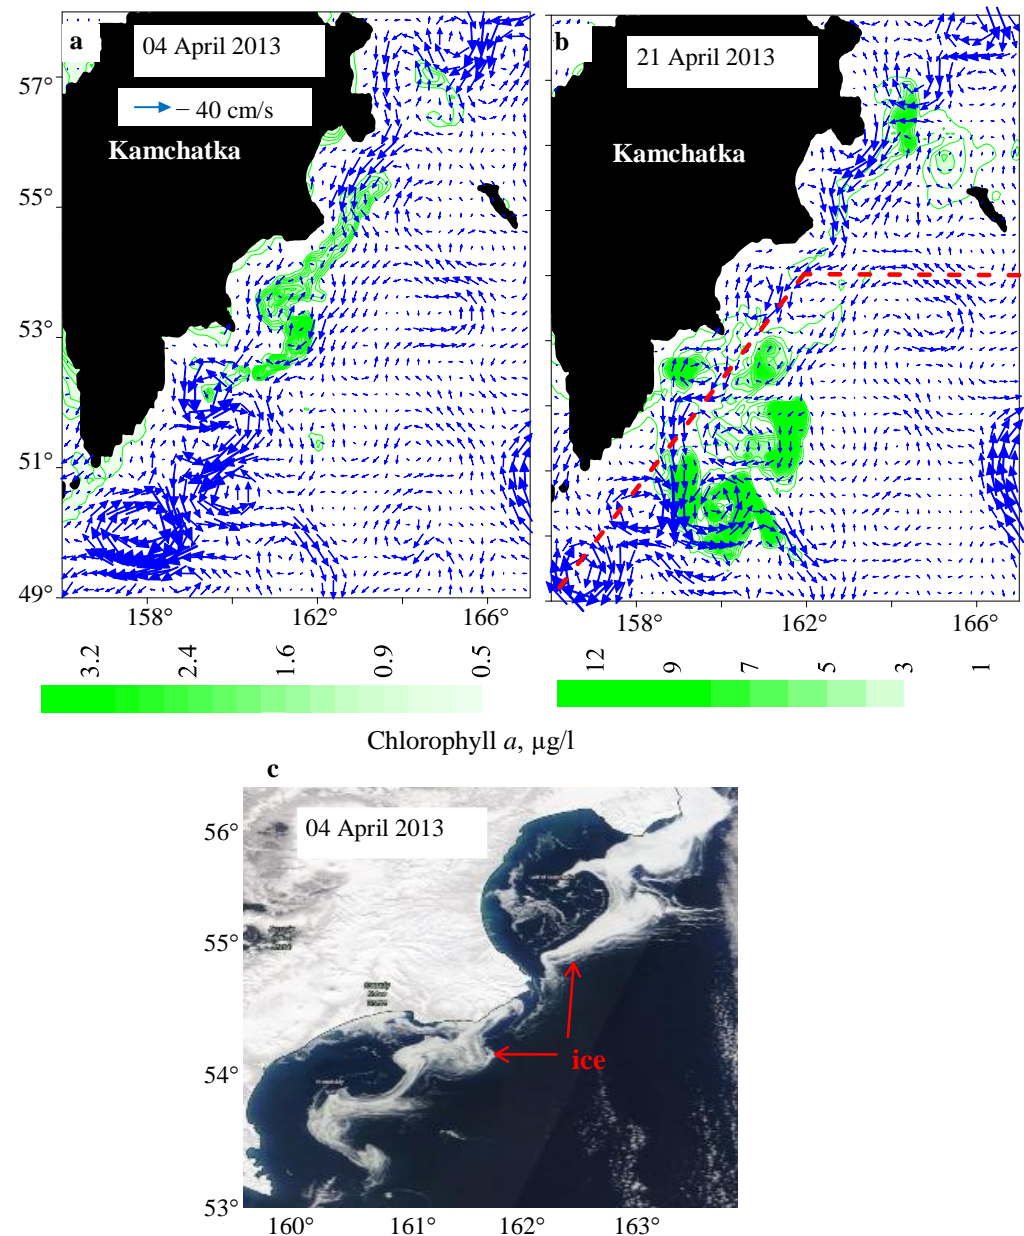 a
04 April 2013
b
21 April 2013
57°
− 40 cm/s
Kamchatka
Kamchatka
55°
53°
51°
49°
158° 162° 166°
158° 162° 166°
3.2 2.4 1.6 0.9 0.5
12 9 7 5 3 1
Chlorophyll a, µg/l
c
04 April 2013
56°
55°
54°
ice
53°
160° 161° 162° 163°